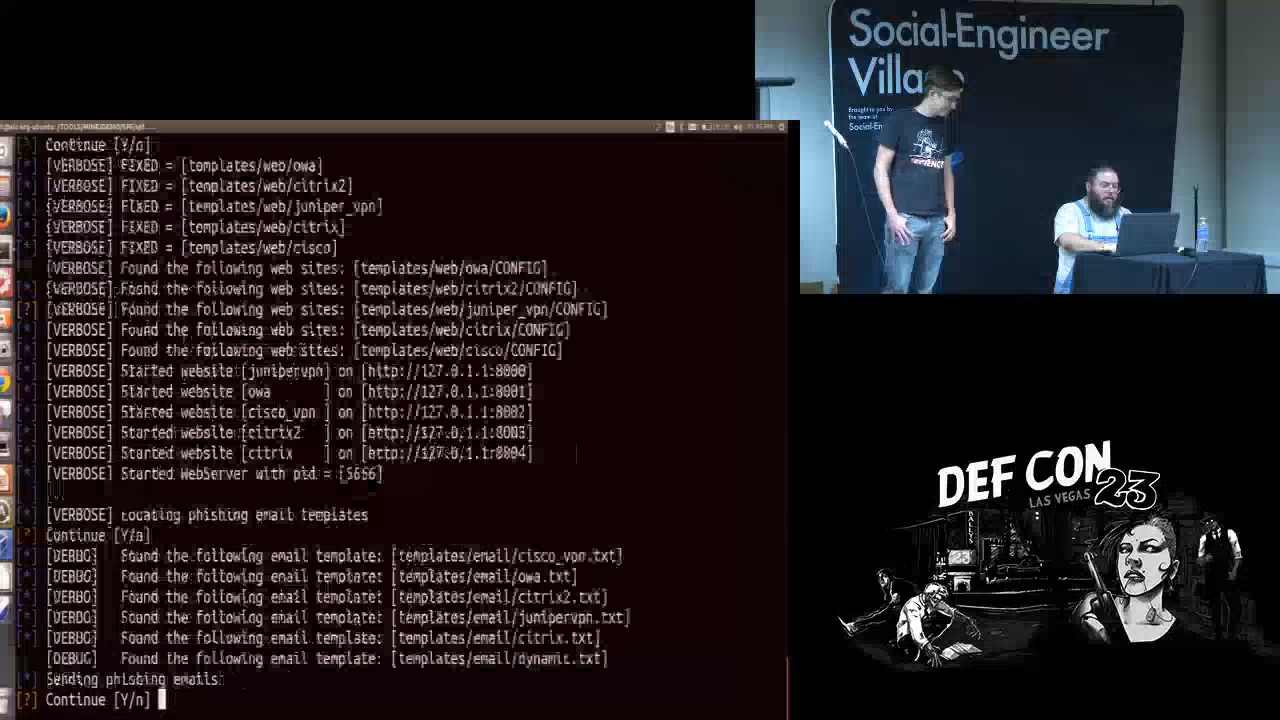 Social-Engineer
Village
Brought to you by
the team at
Social-En
Continue [Y/n]
[VERBOSE] FIXED = [templates/web/owa]
[VERBOSE] FIXED = [templates/web/citrix2]
[VERBOSE] FIXED = [templates/web/juniper_vpn]
[VERBOSE] FIXED = [templates/web/citrix]
[VERBOSE] FIXED = [templates/web/cisco]
[VERBOSE] Found the following web sites: [templates/web/owa/CONFIG]
[VERBOSE] Found the following web sites: [templates/web/citrix2/CONFIG]
[?] [VERBOSE] Found the following web sites: [templates/web/juniper_vpn/CONFIG]
[VERBOSE] Found the following web sites: [templates/web/citrix/CONFIG]
[VERBOSE] Found the following web sites: [templates/web/cisco/CONFIG]
[VERBOSE] Started website [junipervpn] on [http://127.0.1.1:8000]
[VERBOSE] Started website [owa ] on [http://127.0.1.1:8001]
[VERBOSE] Started website [cisco_vpn ] on [http://127.0.1.1:8002]
[VERBOSE] Started website [citrix2 ] on [http://127.0.1.1:8003]
[VERBOSE] Started website [citrix ] on [http://127.0.1.1:8004]
[VERBOSE] Started WebServer with pid = [5656]
[VERBOSE] Locating phishing email templates
[?] Continue [Y/n]
[DEBUG] Found the following email template: [templates/email/cisco_vpn.txt]
[DEBUG] Found the following email template: [templates/email/owa.txt]
[DEBUG] Found the following email template: [templates/email/citrix2.txt]
[DEBUG] Found the following email template: [templates/email/junipervpn.txt]
[DEBUG] Found the following email template: [templates/email/citrix.txt]
[DEBUG] Found the following email template: [templates/email/dynamic.txt]
[*] Sending phishing emails
[?] Continue [Y/n]
DEF CON
LAS VEGAS 23